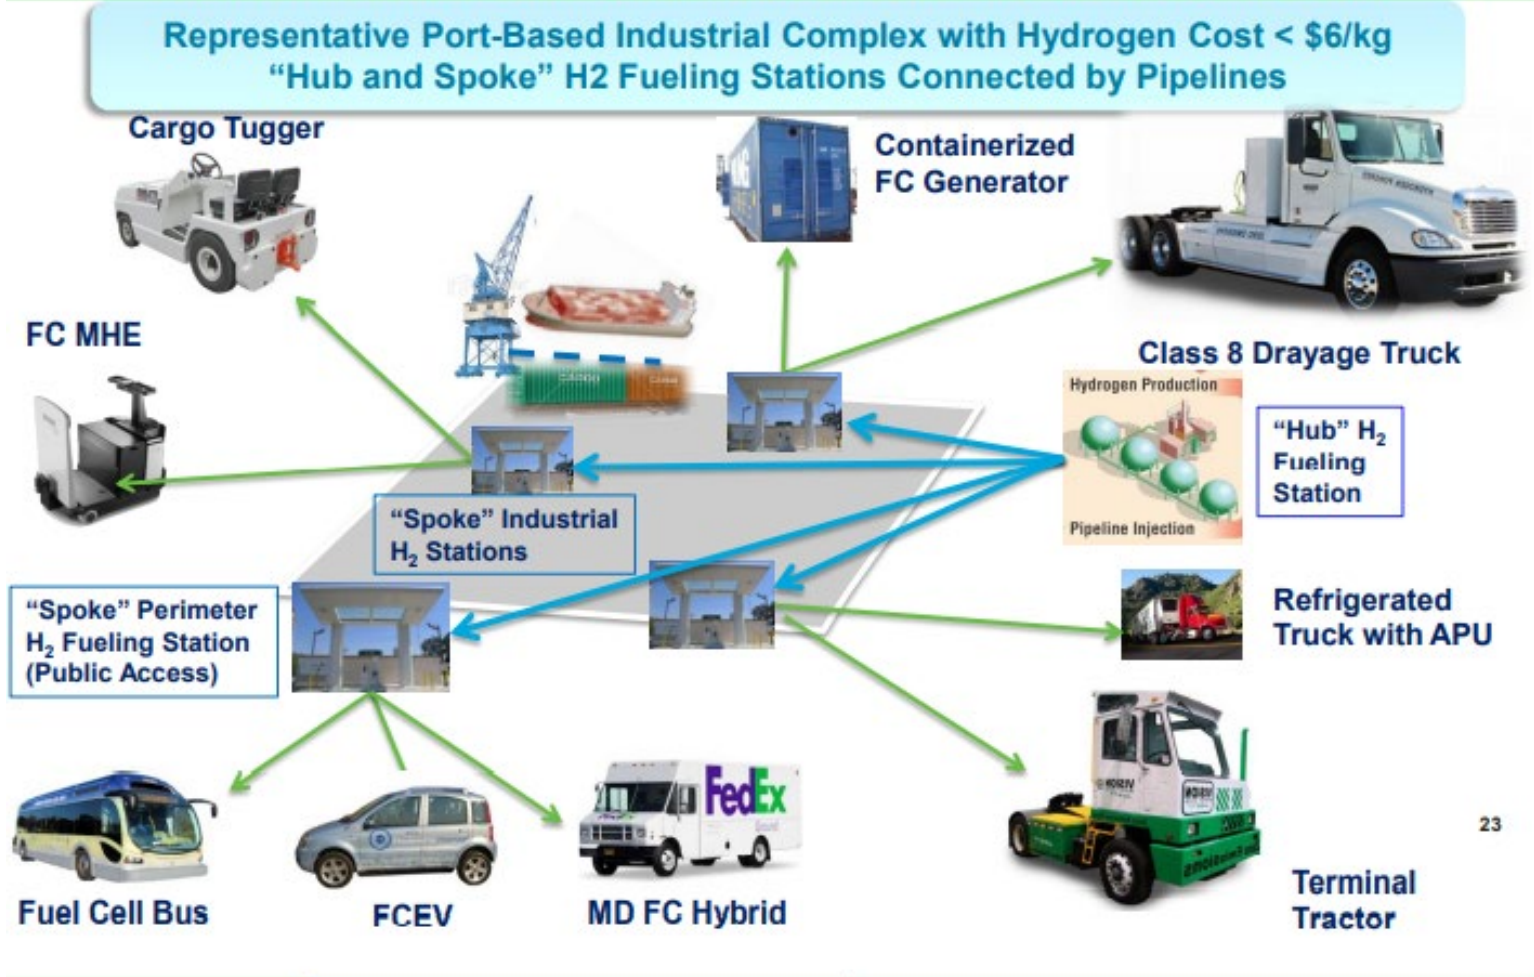 Representative Port-Based Industrial Complex with Hydrogen Cost < $6/kg
“Hub and Spoke” H2 Fueling Stations Connected by Pipelines
Cargo Tugger
Containerized
FC Generator
FC MHE
Class 8 Drayage Truck
CARGO
Hydrogen Production
Pipeline Injection
“Hub” H₂
Fueling
Station
“Spoke” Industrial
H₂ Stations
“Spoke” Perimeter
H₂ Fueling Station
(Public Access)
Refrigerated
Truck with APU
FedEx
Fuel Cell Bus
FCEV
MD FC Hybrid
Terminal
Tractor
23